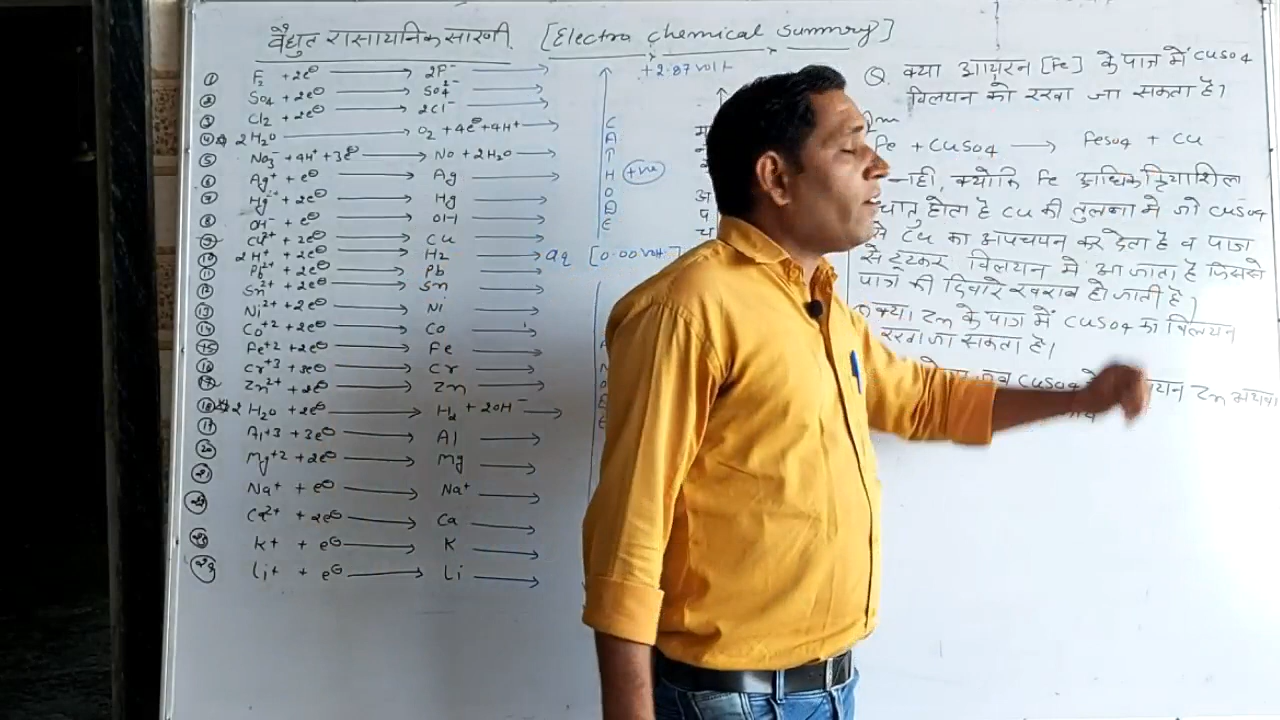 वैद्युत रासायनिक सारणी [Electra chemical summry]
① F₂ + 2e⊖ ⟶ 2F⁻ ⟶ +2.87 volt
② SO₄ + 2e⊖ ⟶ SO₄²⁻ ⟶
③ Cl₂ + 2e⊖ ⟶ 2Cl⁻ ⟶
④ 2H₂O ⟶ O₂ + 4e⊖ + 4H⁺ ⟶
⑤ NO₃⁻ + 4H⁺ + 3e⊖ ⟶ NO + 2H₂O ⟶
⑥ Ag⁺ + e⊖ ⟶ Ag ⟶
⑦ Hg²⁺ + 2e⊖ ⟶ Hg ⟶
⑧ OH⁻ - e⊖ ⟶ OH ⟶
⑨ Cu²⁺ + 2e⊖ ⟶ Cu ⟶
⑩ 2H⁺ + 2e⊖ ⟶ H₂ ⟶ aq [0.00 volt]
⑪ Pb²⁺ + 2e⊖ ⟶ Pb ⟶
⑫ Sn²⁺ + 2e⊖ ⟶ Sn ⟶
⑬ Ni²⁺ + 2e⊖ ⟶ Ni ⟶
⑭ Co⁺² + 2e⊖ ⟶ Co ⟶
⑮ Fe⁺² + 2e⊖ ⟶ Fe ⟶
⑯ Cr⁺³ + 3e⊖ ⟶ Cr ⟶
⑰ Zn²⁺ + 2e⊖ ⟶ Zn ⟶
⑱ 2H₂O + 2e⊖ ⟶ H₂ + 2OH⁻ ⟶
⑲ Al+3 + 3e⊖ ⟶ Al ⟶
⑳ Mg+2 + 2e⊖ ⟶ Mg ⟶
㉑ Na⁺ + e⊖ ⟶ Na⁺ ⟶
Ca²⁺ + 2e⊖ ⟶ Ca ⟶
K+ + e⊖ ⟶ K ⟶
Li+ + e⊖ ⟶ Li ⟶
CATHODE
+ve
Q. क्या आयरन [Fe] के पात्र में CuSO4
विलयन को रखा जा सकता है।
Fe + CuSO4 ⟶ FeSO4 + Cu
नही, क्योकि Fe अधिक क्रियाशिल
धातु होता है Cu की तुलना मे जो CuSO4
से Cu का अपचयन कर देता है व पात्र
से टूटकर विलयन में आ जाता है जिससे
पात्र की दिवारे खराब हो जाती है।
Q क्या Zn के पात्र में CuSO4 का विलयन
रखा जा सकता है।
CuSO4
Zn